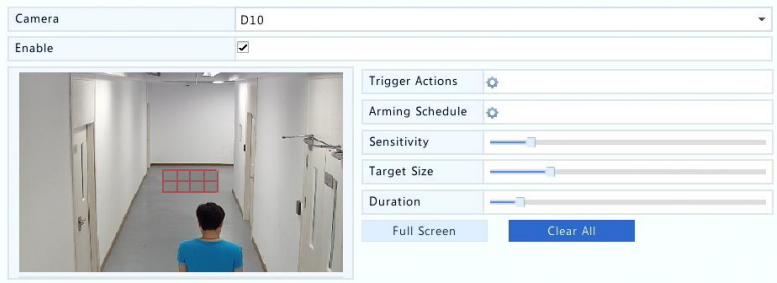 Camera D10
Enable
Trigger Actions
Arming Schedule
Sensitivity
Target Size
Duration
Full Screen Clear All